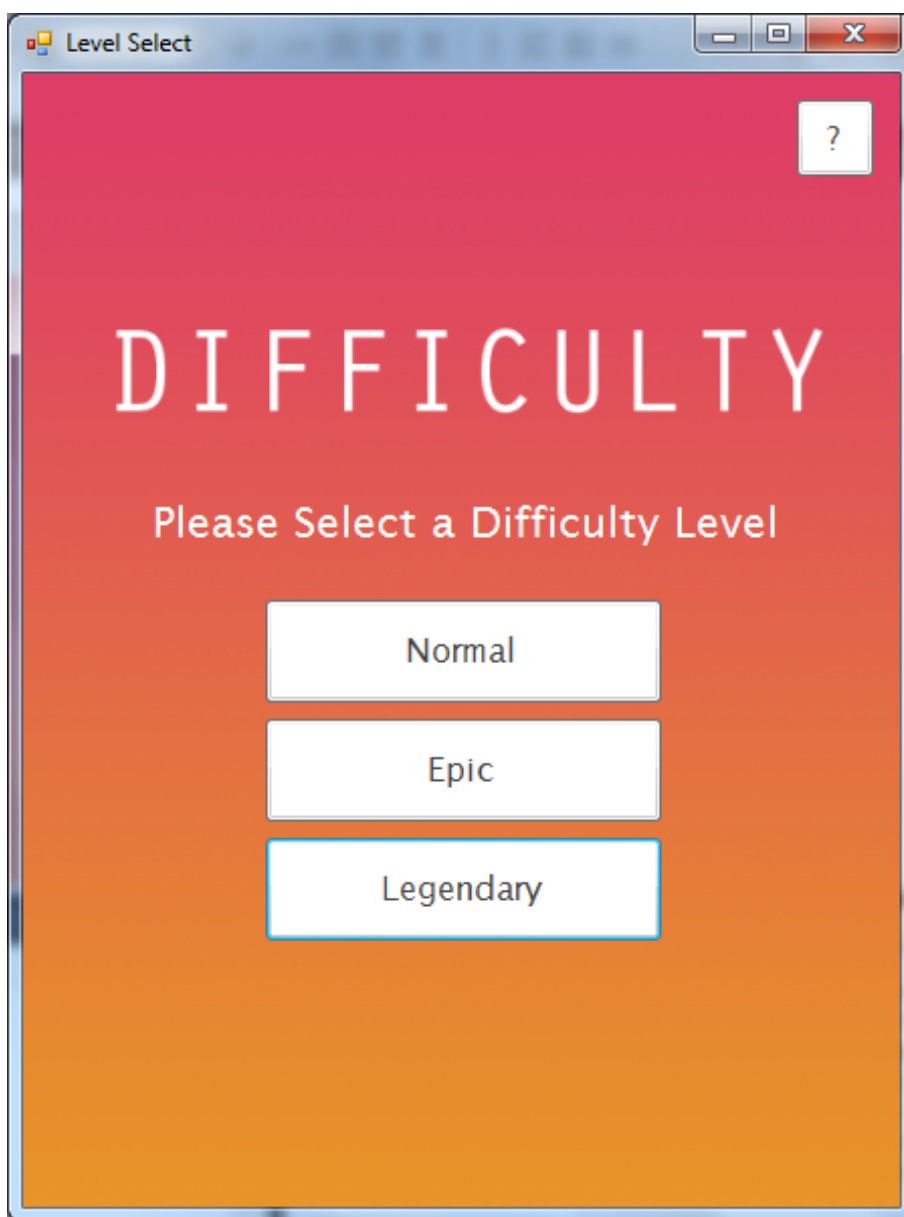 Level Select
?
DIFFICULTY
Please Select a Difficulty Level
Normal
Epic
Legendary